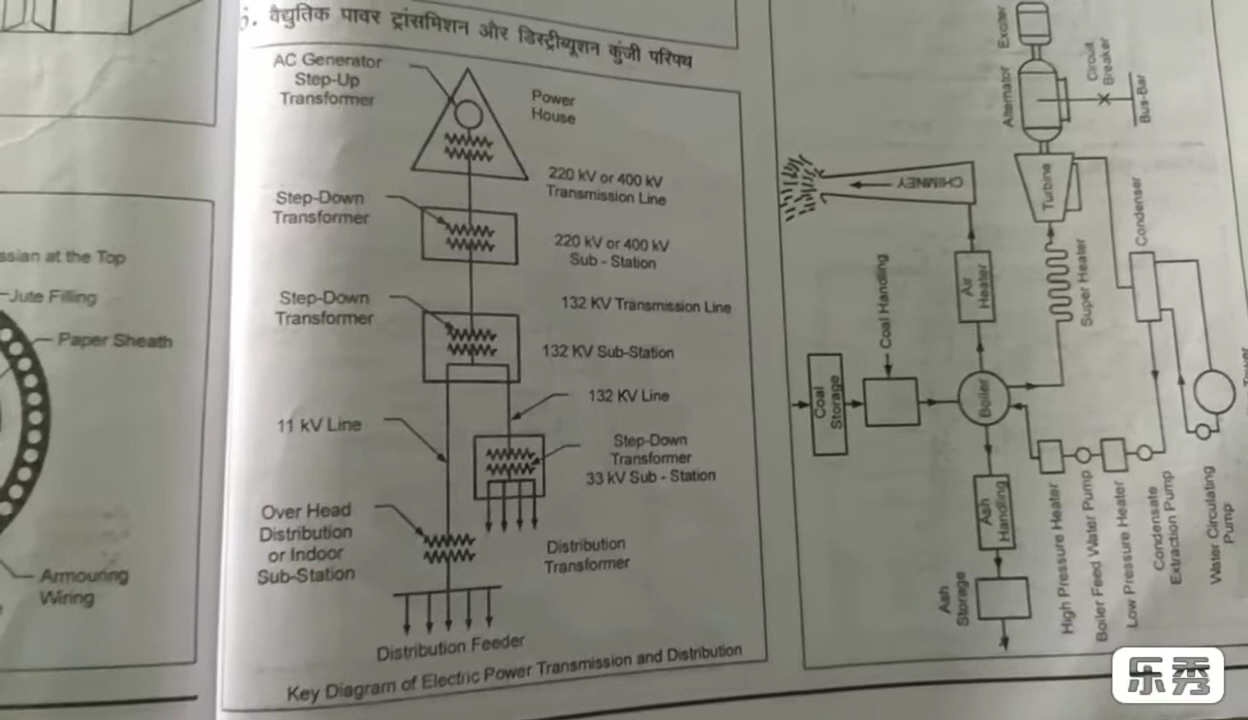 ssian at the Top
Jute Filling
Paper Sheath
Armouring
Wiring
6. वैद्युतिक पावर ट्रांसमिशन और डिस्ट्रीब्यूशन कुंजी परिपथ
AC Generator
Step-Up
Transformer
Power
House
220 kV or 400 kV
Transmission Line
Step-Down
Transformer
220 kV or 400 kV
Sub - Station
Step-Down
Transformer
132 KV Transmission Line
132 KV Sub-Station
132 KV Line
11 kV Line
Step-Down
Transformer
33 kV Sub - Station
Over Head
Distribution
or Indoor
Sub-Station
Distribution
Transformer
Distribution Feeder
Key Diagram of Electric Power Transmission and Distribution
Exciter
Alternator
Circuit
Breaker
Bus-Bar
CHIMNEY
Turbine
Condenser
Coal Handling
Air
Heater
Super Heater
Coal
Storage
Boiler
Ash
Handling
Ash
Storage
High Pressure Heater
Boiler Feed Water Pump
Low Pressure Heater
Condensate
Extraction Pump
Water Circulating
Pump
乐秀